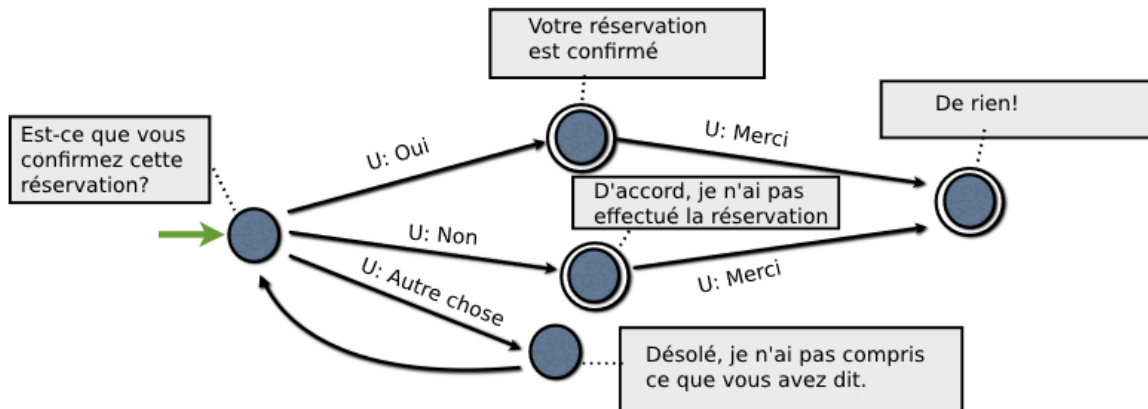 Votre réservation
est confirmé
De rien!
Est-ce que vous
confirmez cette
réservation?
U: Oui
U: Merci
D'accord, je n'ai pas
effectué la réservation
U: Non
U: Merci
U: Autre chose
Désolé, je n'ai pas compris
ce que vous avez dit.